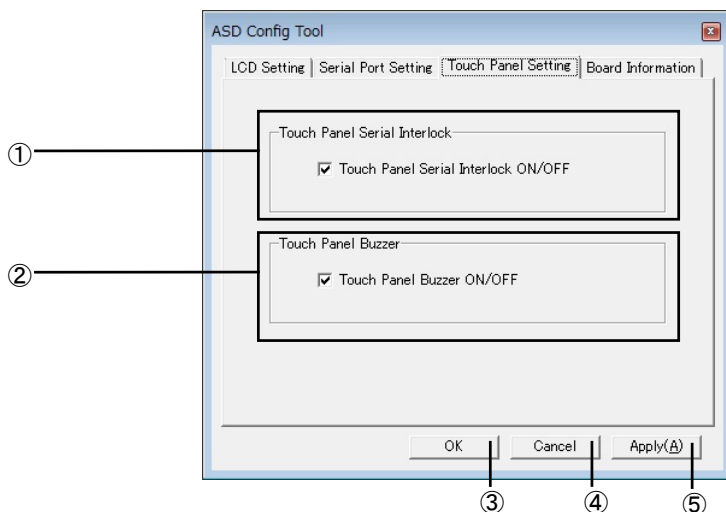 ASD Config Tool
LCD Setting Serial Port Setting Touch Panel Setting Board Information
Touch Panel Serial Interlock
① Touch Panel Serial Interlock ON/OFF
Touch Panel Buzzer
② Touch Panel Buzzer ON/OFF
OK Cancel Apply(A)
③ ④ ⑤